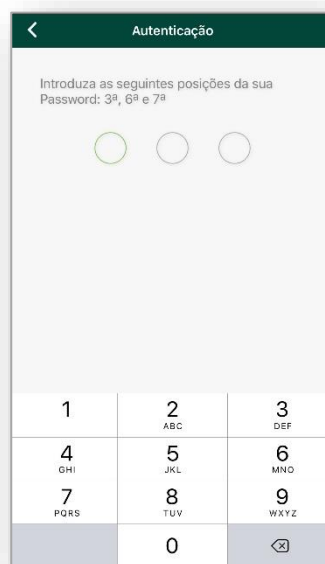 Autenticação
Introduza as seguintes posições da sua
Password: 3ª, 6ª e 7ª
1
2
3
ABC
DEF
4
5
6
GHI
JKL
MNO
7
8
9
PQRS
TUV
WXYZ
0